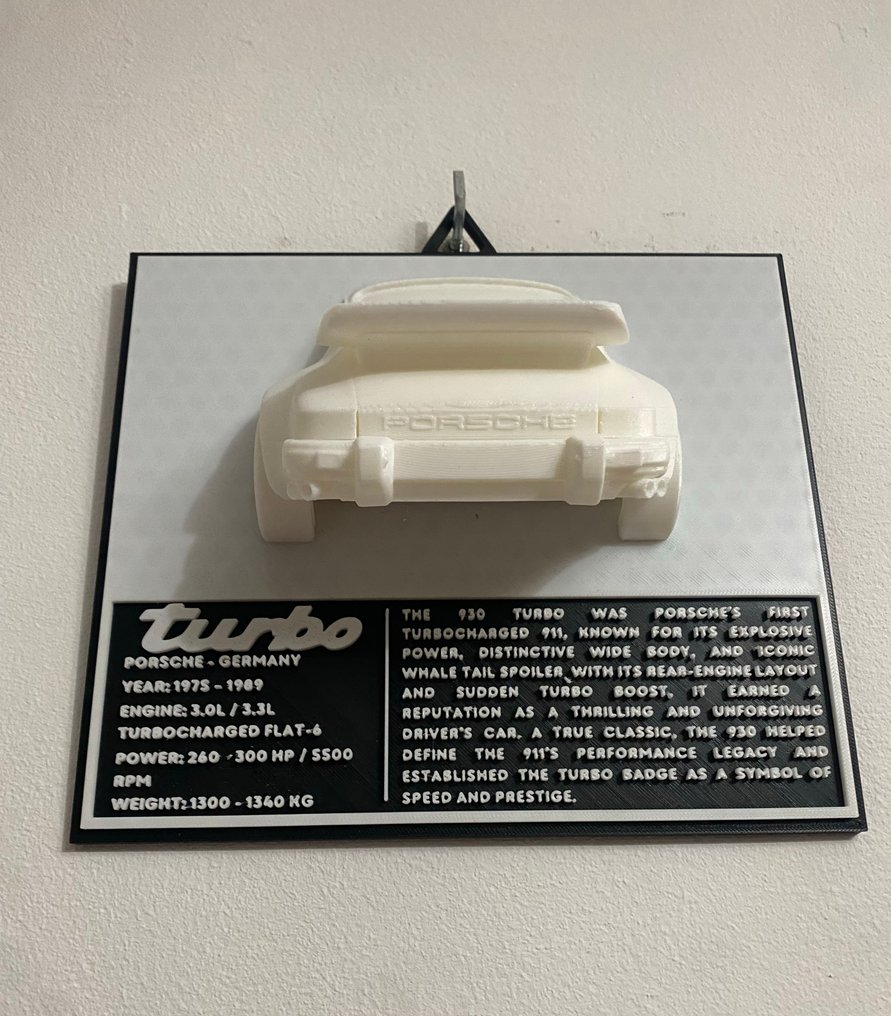 PORSCHE
turbo
PORSCHE - GERMANY
YEAR: 1975 - 1989
ENGINE: 3.0L / 3.3L
TURBOCHARGED FLAT-6
POWER: 260 -300 HP / 5500
RPM
WEIGHT: 1300 - 1340 KG
THE 930 TURBO WAS PORSCHE'S FIRST
TURBOCHARGED 911, KNOWN FOR ITS EXPLOSIVE
POWER, DISTINCTIVE WIDE BODY, AND ICONIC
WHALE TAIL SPOILER. WITH ITS REAR-ENGINE LAYOUT
AND SUDDEN TURBO BOOST, IT EARNED A
REPUTATION AS A THRILLING AND UNFORGIVING
DRIVER'S CAR. A TRUE CLASSIC, THE 930 HELPED
DEFINE THE 911'S PERFORMANCE LEGACY AND
ESTABLISHED THE TURBO BADGE AS A SYMBOL OF
SPEED AND PRESTIGE.